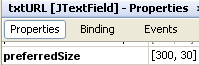 txtURL [JTextField] - Properties
Properties Binding Events
preferredSize [300, 30]